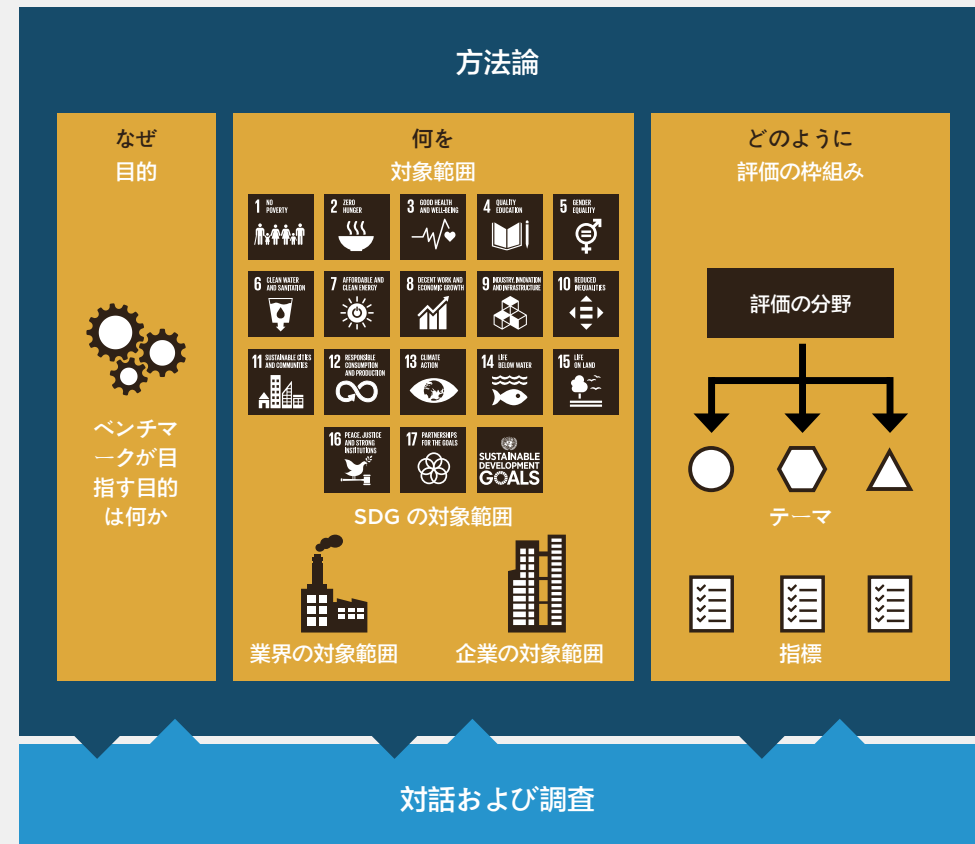 方法論
なぜ
目的
ベンチマ
ークが目
指す目的
は何か
何を
対象範囲
1 NO
POVERTY
2 ZERO
HUNGER
3 GOOD HEALTH
AND WELL-BEING
4 QUALITY
EDUCATION
5 GENDER
EQUALITY
6 CLEAN WATER
AND SANITATION
7 AFFORDABLE AND
CLEAN ENERGY
8 DECENT WORK AND
ECONOMIC GROWTH
9 INDUSTRY, INNOVATION
AND INFRASTRUCTURE
10 REDUCED
INEQUALITIES
11 SUSTAINABLE CITIES
AND COMMUNITIES
12 RESPONSIBLE
CONSUMPTION
AND PRODUCTION
13 CLIMATE
ACTION
14 LIFE
BELOW WATER
15 LIFE
ON LAND
16 PEACE, JUSTICE
AND STRONG
INSTITUTIONS
17 PARTNERSHIPS
FOR THE GOALS
SUSTAINABLE
DEVELOPMENT
GOALS
SDG の対象範囲
業界の対象範囲
企業の対象範囲
どのように
評価の枠組み
評価の分野
テーマ
指標
対話および調査